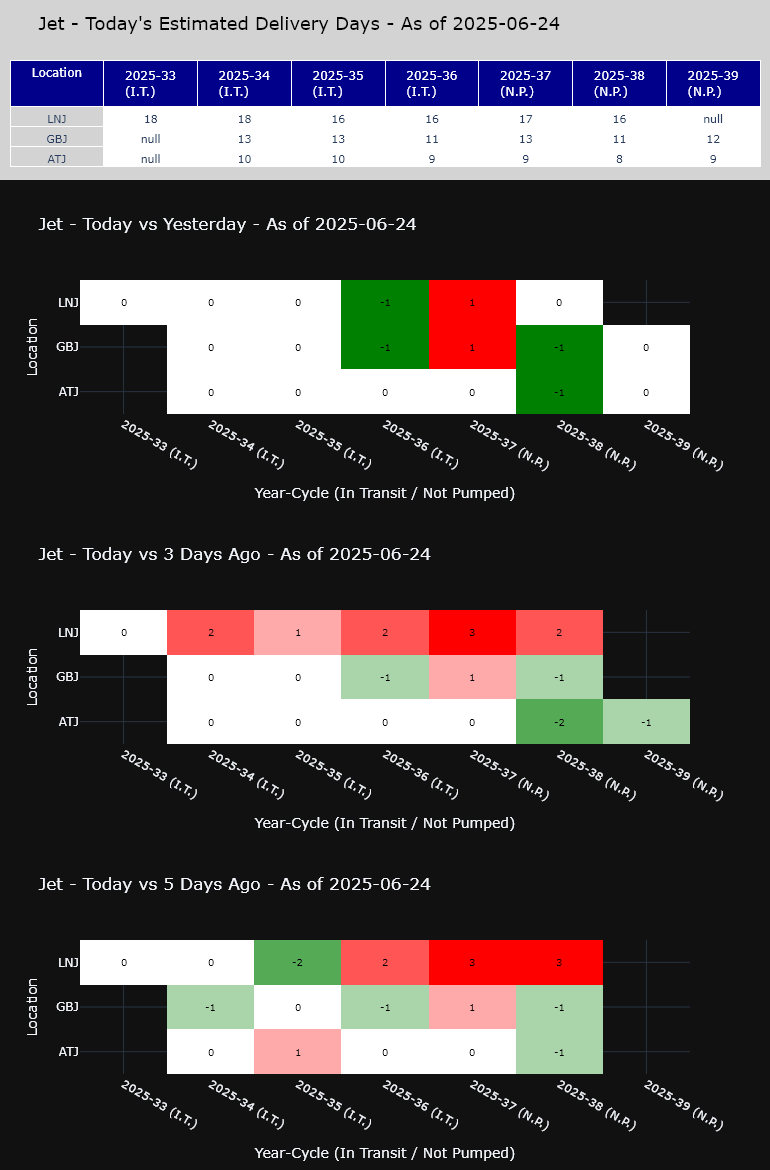 Jet - Today's Estimated Delivery Days - As of 2025-06-24
Location 2025-33 (I.T.) 2025-34 (I.T.) 2025-35 (I.T.) 2025-36 (I.T.) 2025-37 (N.P.) 2025-38 (N.P.) 2025-39 (N.P.)
LNJ 18 18 16 16 17 16 null
GBJ null 13 13 11 13 11 12
ATJ null 10 10 9 9 8 9
Jet - Today vs Yesterday - As of 2025-06-24
Location
LNJ 0 0 0 -1 1 0
GBJ 0 0 -1 1 -1 0
ATJ 0 0 0 0 -1 0
2025-33 (I.T.) 2025-34 (I.T.) 2025-35 (I.T.) 2025-36 (I.T.) 2025-37 (N.P.) 2025-38 (N.P.) 2025-39 (N.P.)
Year-Cycle (In Transit / Not Pumped)
Jet - Today vs 3 Days Ago - As of 2025-06-24
Location
LNJ 0 2 1 2 3 2
GBJ 0 0 -1 1 -1
ATJ 0 0 0 0 -2 -1
2025-33 (I.T.) 2025-34 (I.T.) 2025-35 (I.T.) 2025-36 (I.T.) 2025-37 (N.P.) 2025-38 (N.P.) 2025-39 (N.P.)
Year-Cycle (In Transit / Not Pumped)
Jet - Today vs 5 Days Ago - As of 2025-06-24
Location
LNJ 0 0 -2 2 3 3
GBJ -1 0 -1 1 -1
ATJ 0 1 0 0 -1
2025-33 (I.T.) 2025-34 (I.T.) 2025-35 (I.T.) 2025-36 (I.T.) 2025-37 (N.P.) 2025-38 (N.P.) 2025-39 (N.P.)
Year-Cycle (In Transit / Not Pumped)